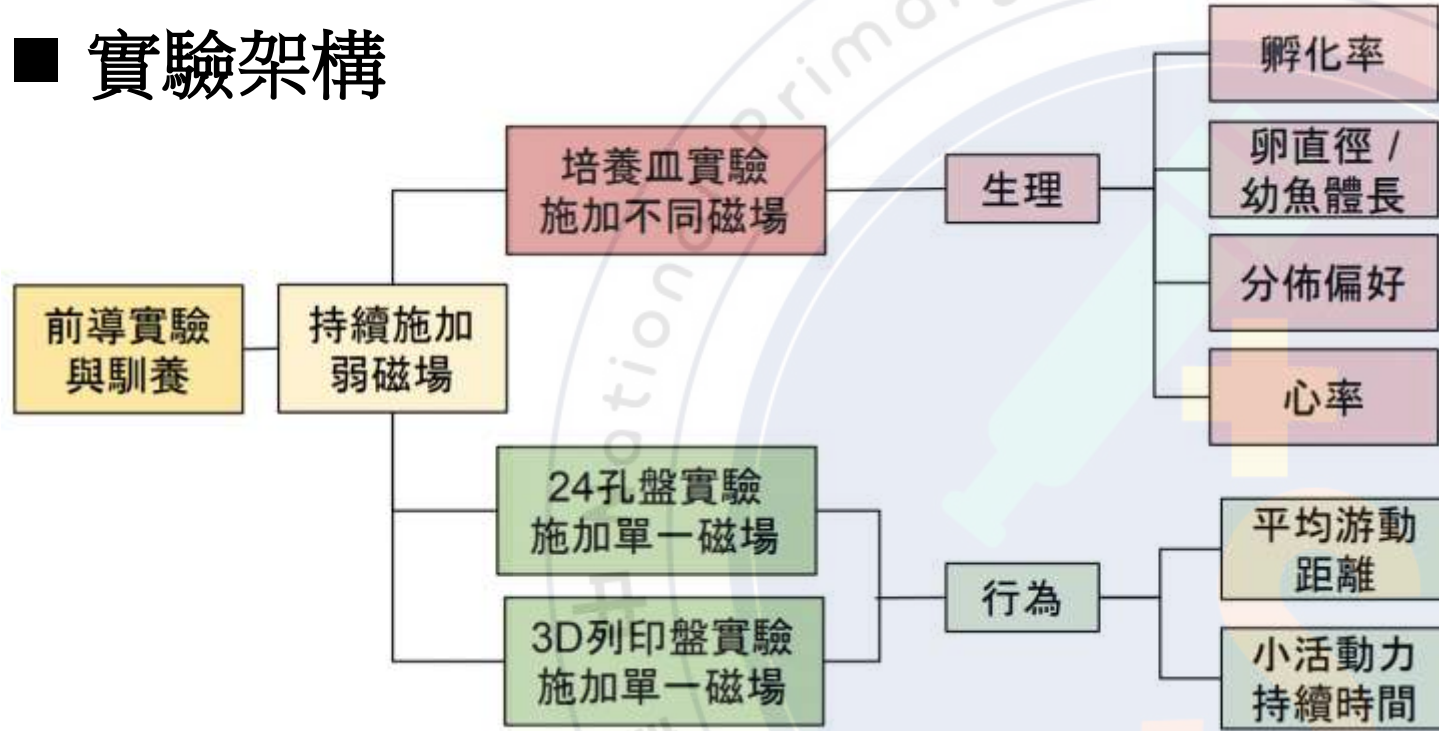 ■ 實驗架構
前導實驗
與馴養
持續施加
弱磁場
培養皿實驗
施加不同磁場
生理
孵化率
卵直徑 /
幼魚體長
分佈偏好
心率
24孔盤實驗
施加單一磁場
3D列印盤實驗
施加單一磁場
行為
平均游動
距離
小活動力
持續時間